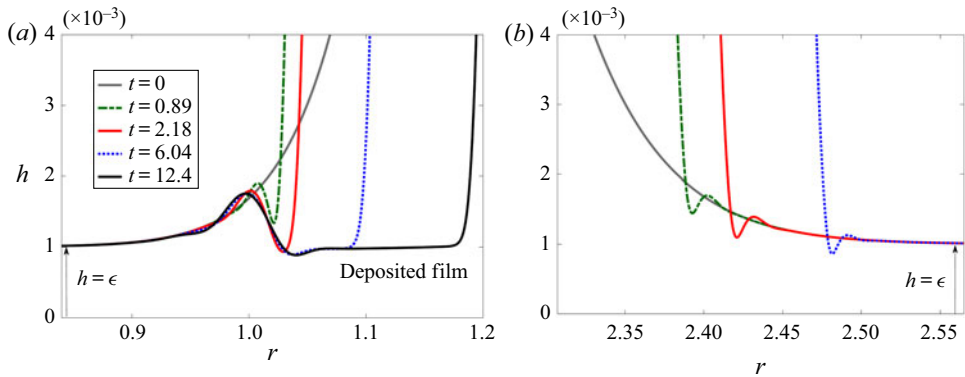 (a) (×10⁻³) (b) (×10⁻³)
4 4
t = 0
t = 0.89
t = 2.18
t = 6.04
t = 12.4
3 3
h
2 2
1 1
h = ϵ Deposited film h = ϵ
0 0
0.9 1.0 1.1 1.2 2.35 2.40 2.45 2.50 2.55
r r